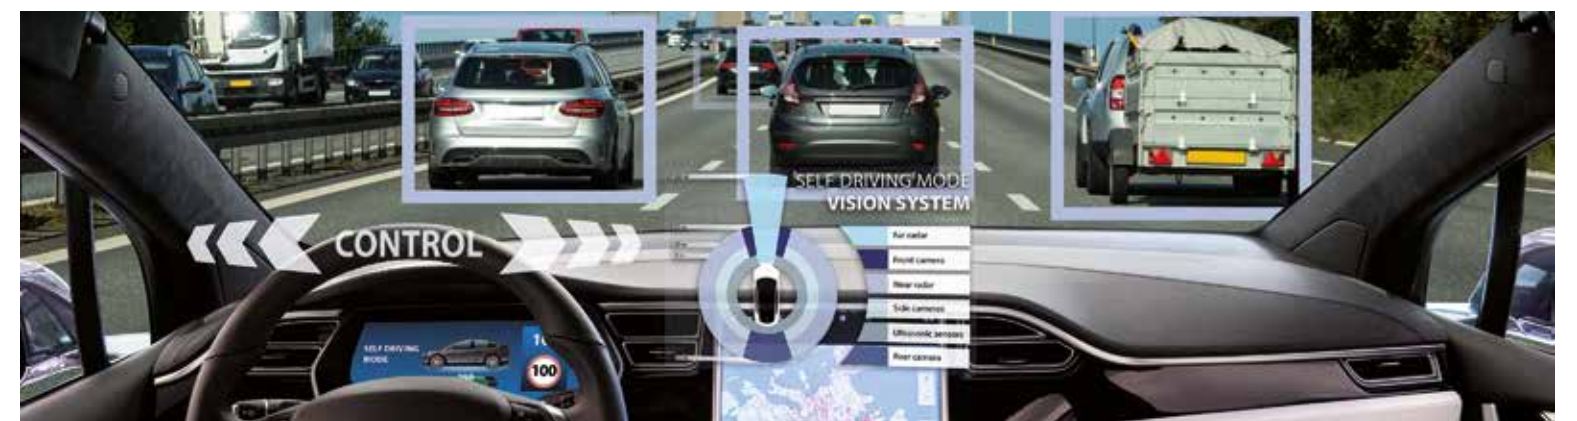 SELF DRIVING MODE
VISION SYSTEM
CONTROL
Far radar
Front camera
Near radar
Side cameras
Ultrasonic sensors
Rear camera
SELF DRIVING
MODE
100